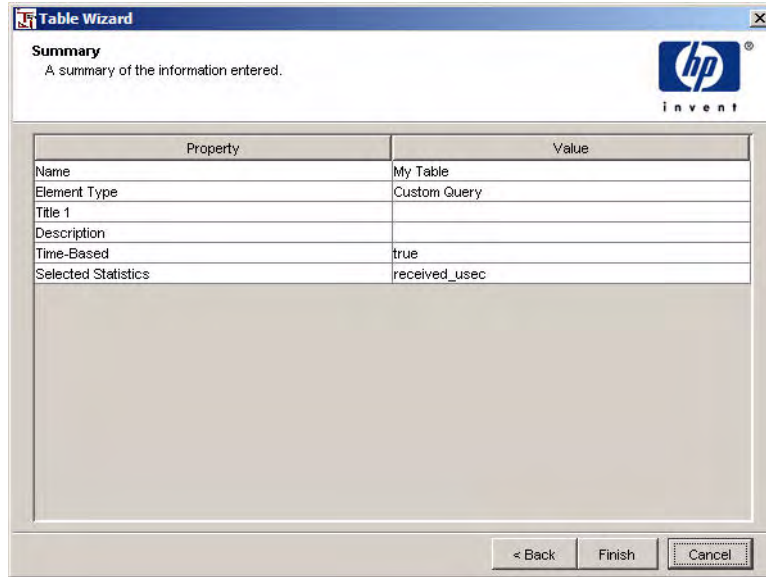 Table Wizard
Summary
A summary of the information entered.
hp ®
invent
Property Value
Name My Table
Element Type Custom Query
Title 1
Description
Time-Based true
Selected Statistics received_usec
< Back Finish Cancel